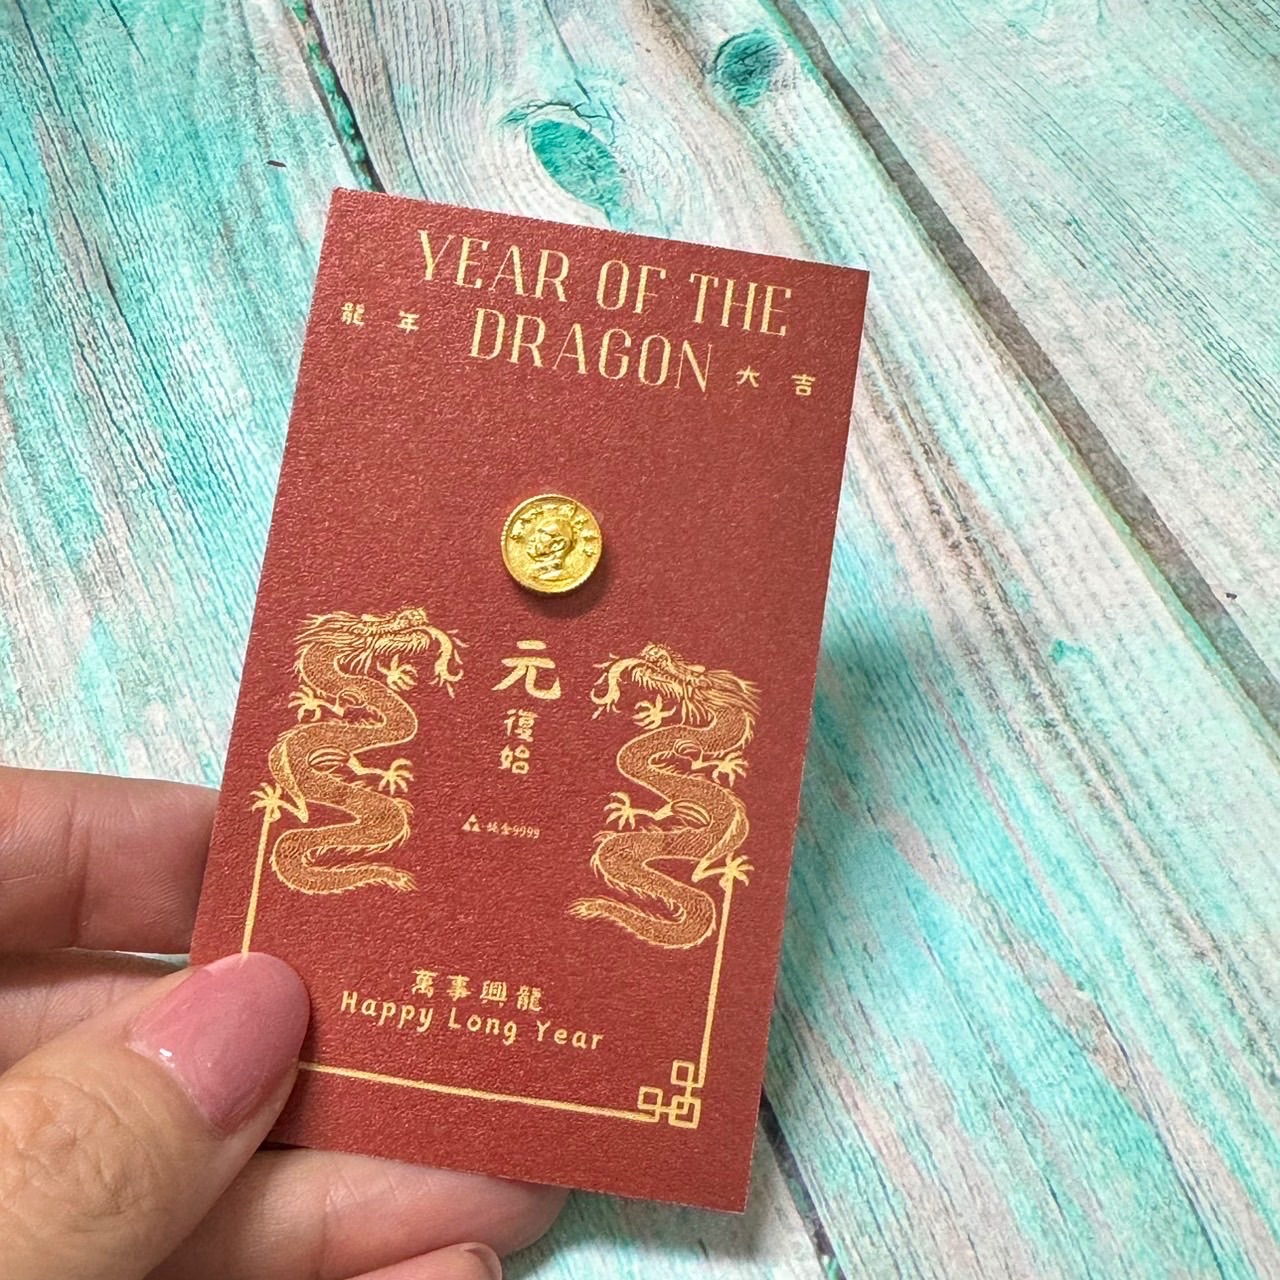 YEAR OF THE
龍年 DRAGON 大吉
元
復
始
純金9999
萬事興龍
Happy Long Year